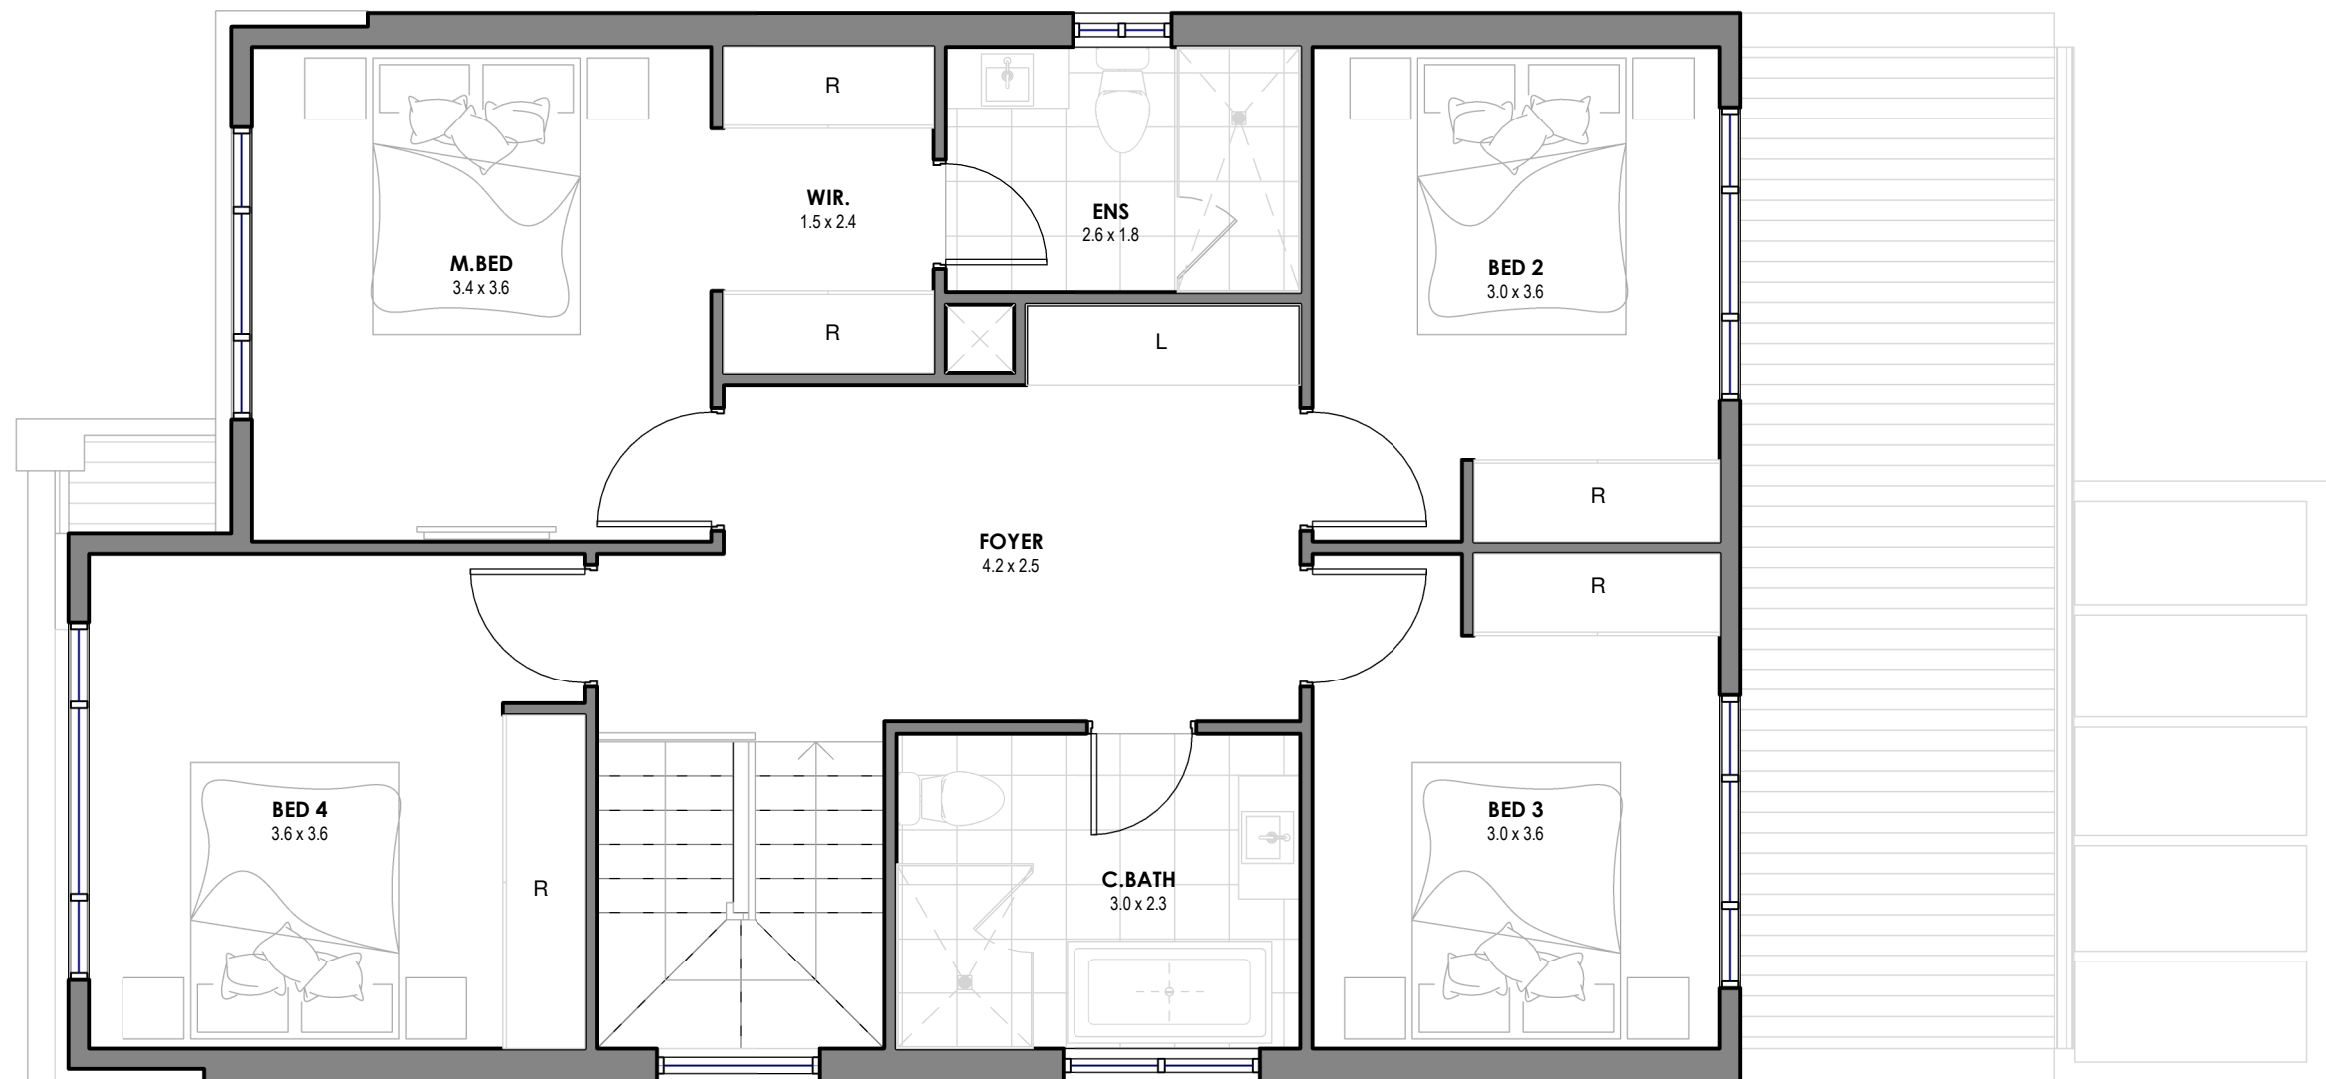 R
WIR.
1.5 x 2.4
ENS
2.6 x 1.8
M.BED
3.4 x 3.6
BED 2
3.0 x 3.6
R
L
R
FOYER
4.2 x 2.5
R
BED 4
3.6 x 3.6
BED 3
3.0 x 3.6
R
C.BATH
3.0 x 2.3